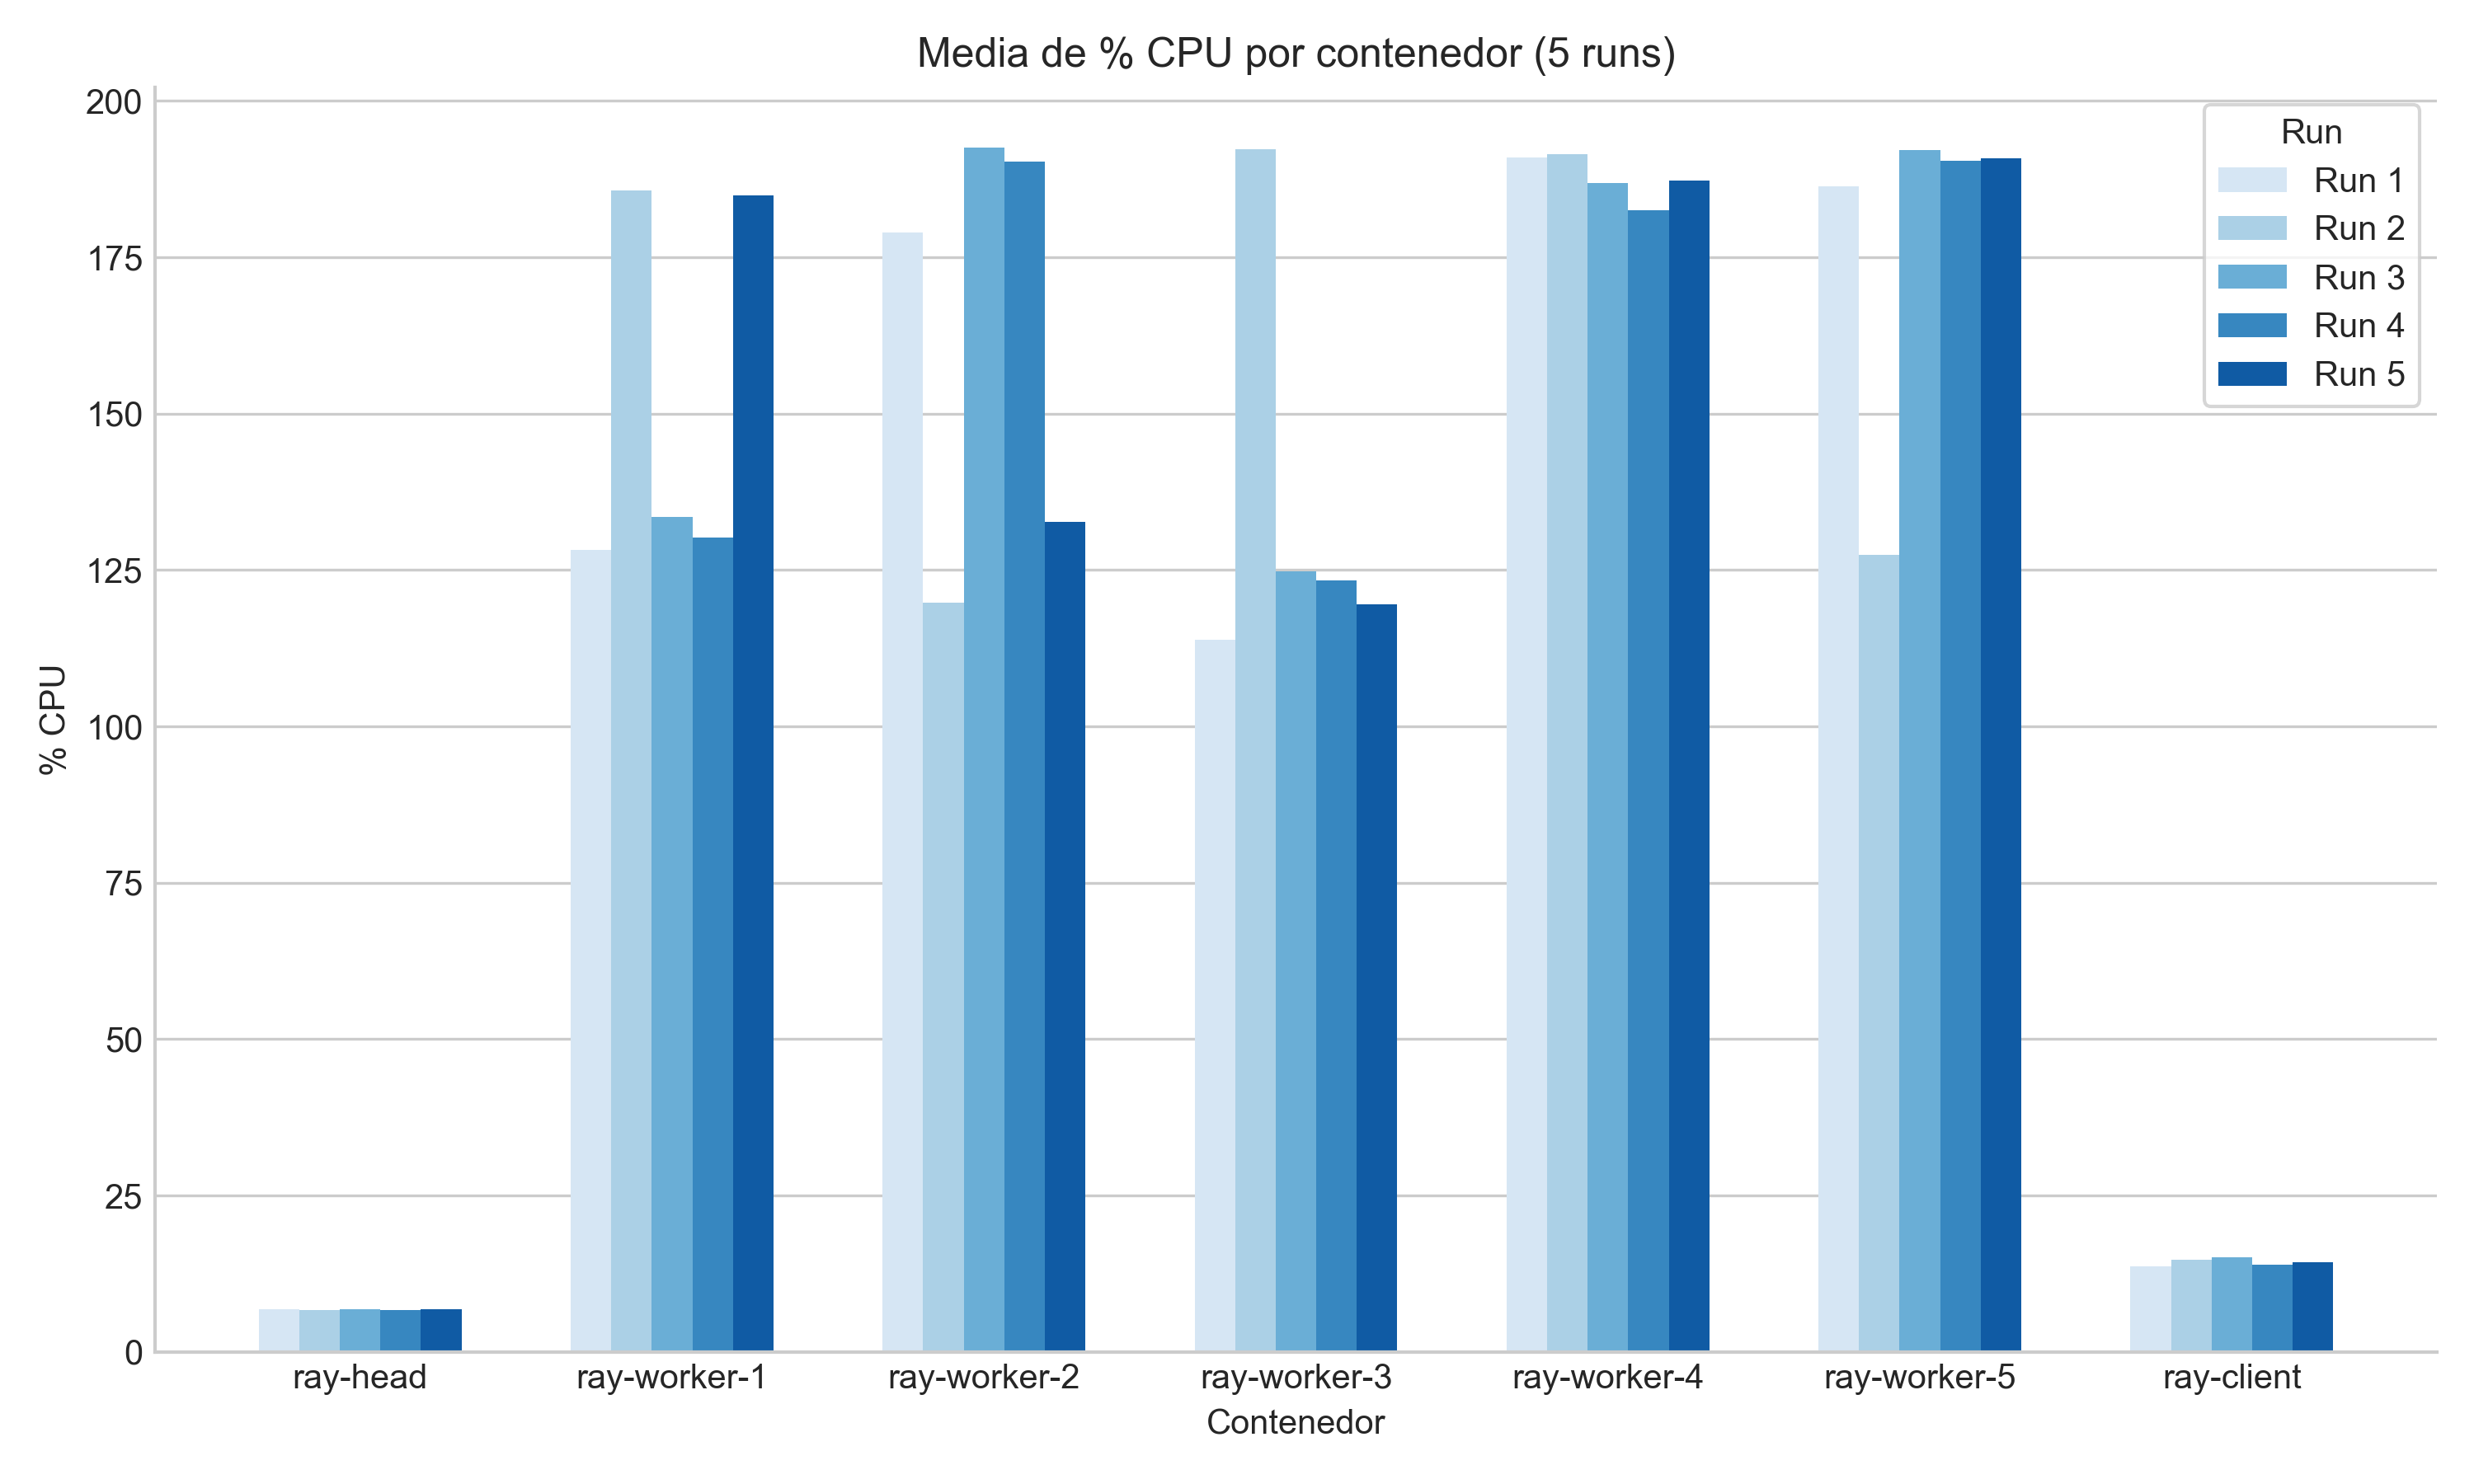 Media de % CPU por contenedor (5 runs)
Run
Run 1
Run 2
Run 3
Run 4
Run 5
% CPU
200
175
150
125
100
75
50
25
0
ray-head
ray-worker-1
ray-worker-2
ray-worker-3
ray-worker-4
ray-worker-5
ray-client
Contenedor